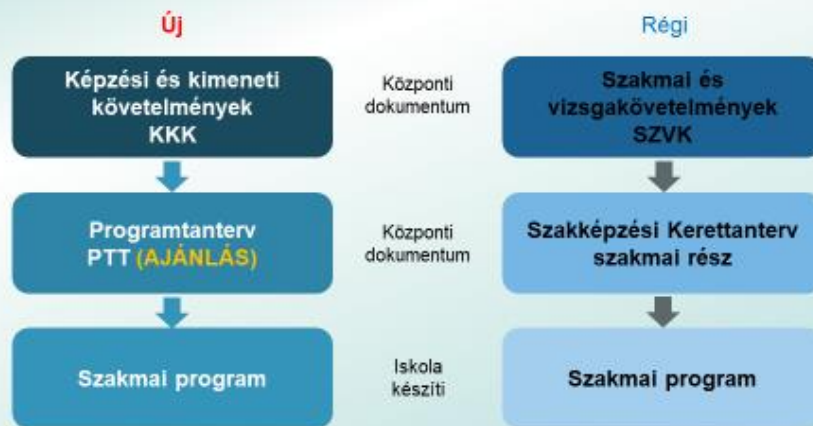 Új
Régi
Képzési és kimeneti
követelmények
KKK
Központi
dokumentum
Szakmai és
vizsgakövetelmények
SZVK
Programtanterv
PTT (AJÁNLÁS)
Központi
dokumentum
Szakképzési Kerettanterv
szakmai rész
Szakmai program
Iskola
készíti
Szakmai program